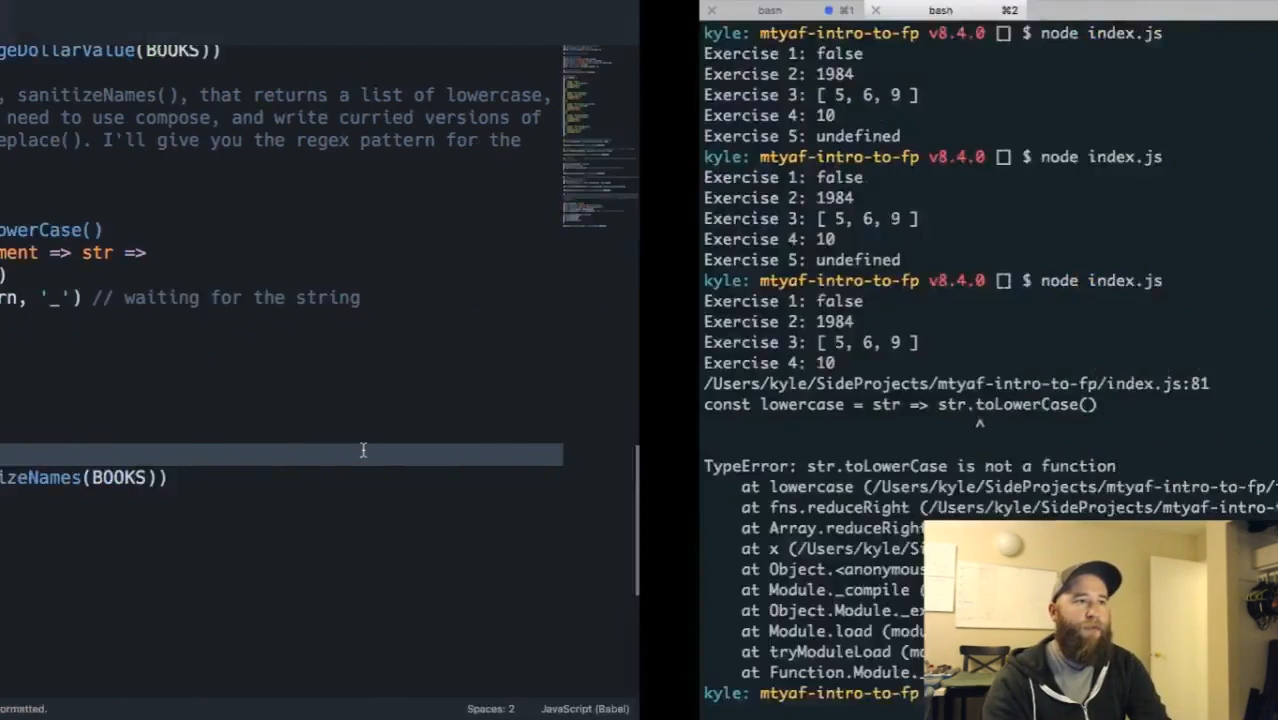 geDollarValue(BOOKS))
, sanitizeNames(), that returns a list of lowercase,
need to use compose, and write curried versions of
eplace(). I'll give you the regex pattern for the
owerCase()
ment => str =>
)
rn, '_') // waiting for the string
izeNames(BOOKS))
ormatted.
Spaces: 2
JavaScript (Babel)
bash
⌘1
bash
⌘2
kyle: mtyaf-intro-to-fp v8.4.0 [] $ node index.js
Exercise 1: false
Exercise 2: 1984
Exercise 3: [ 5, 6, 9 ]
Exercise 4: 10
Exercise 5: undefined
kyle: mtyaf-intro-to-fp v8.4.0 [] $ node index.js
Exercise 1: false
Exercise 2: 1984
Exercise 3: [ 5, 6, 9 ]
Exercise 4: 10
Exercise 5: undefined
kyle: mtyaf-intro-to-fp v8.4.0 [] $ node index.js
Exercise 1: false
Exercise 2: 1984
Exercise 3: [ 5, 6, 9 ]
Exercise 4: 10
/Users/kyle/SideProjects/mtyaf-intro-to-fp/index.js:81
const lowercase = str => str.toLowerCase()
^
TypeError: str.toLowerCase is not a function
at lowercase (/Users/kyle/SideProjects/mtyaf-intro-to-fp/i
at fns.reduceRight (/Users/kyle/SideProjects/mtyaf-intro-t
at Array.reduceRight
at x (/Users/kyle/Si
at Object.<anonymous
at Module._compile (
at Object.Module._ex
at Module.load (modu
at tryModuleLoad (mo
at Function.Module._
kyle: mtyaf-intro-to-fp